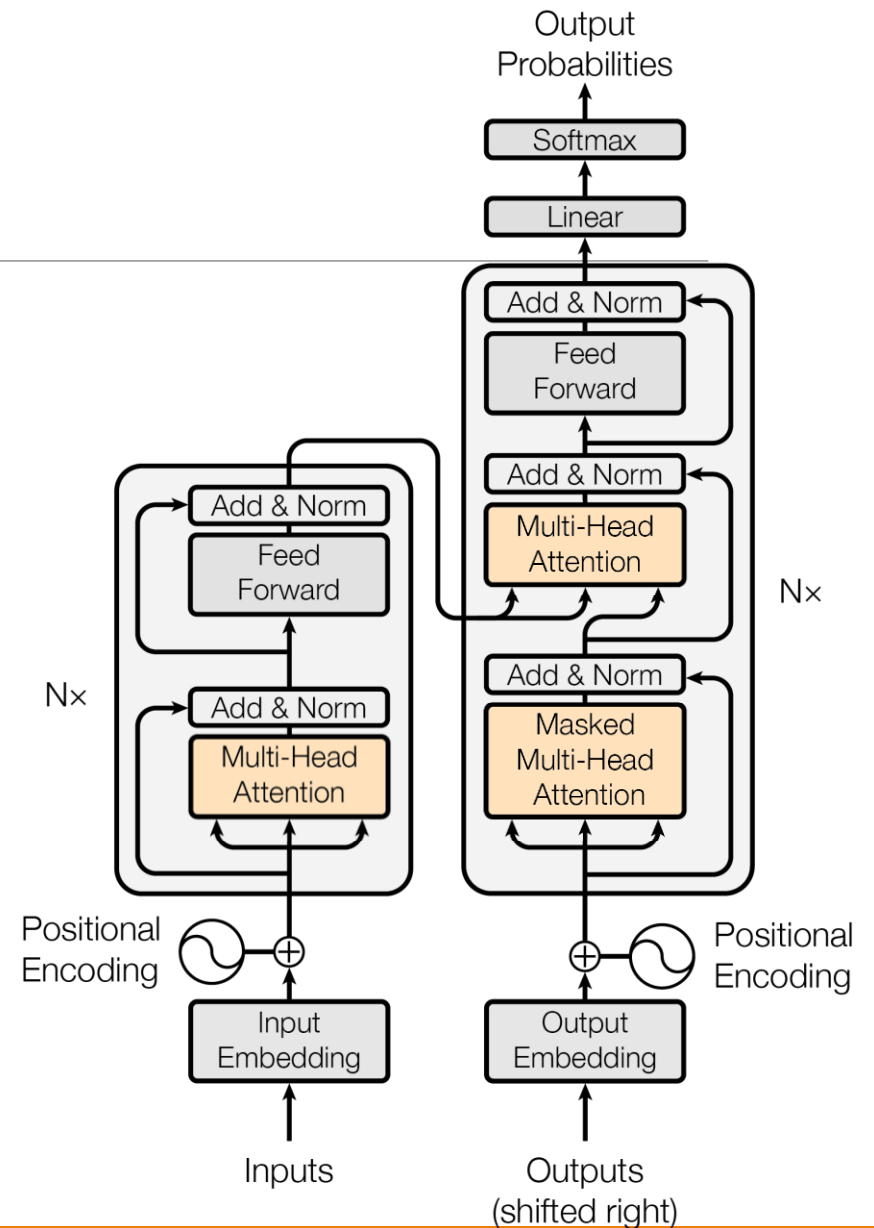 Output
Probabilities
Softmax
Linear
Add & Norm
Feed
Forward
Add & Norm
Multi-Head
Attention
Add & Norm
Masked
Multi-Head
Attention
N×
Add & Norm
Feed
Forward
N×
Add & Norm
Multi-Head
Attention
Positional
Encoding
Positional
Encoding
Input
Embedding
Output
Embedding
Inputs
Outputs
(shifted right)